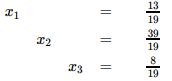 x₁ = 13/19
x₂ = 39/19
x₃ = 8/19